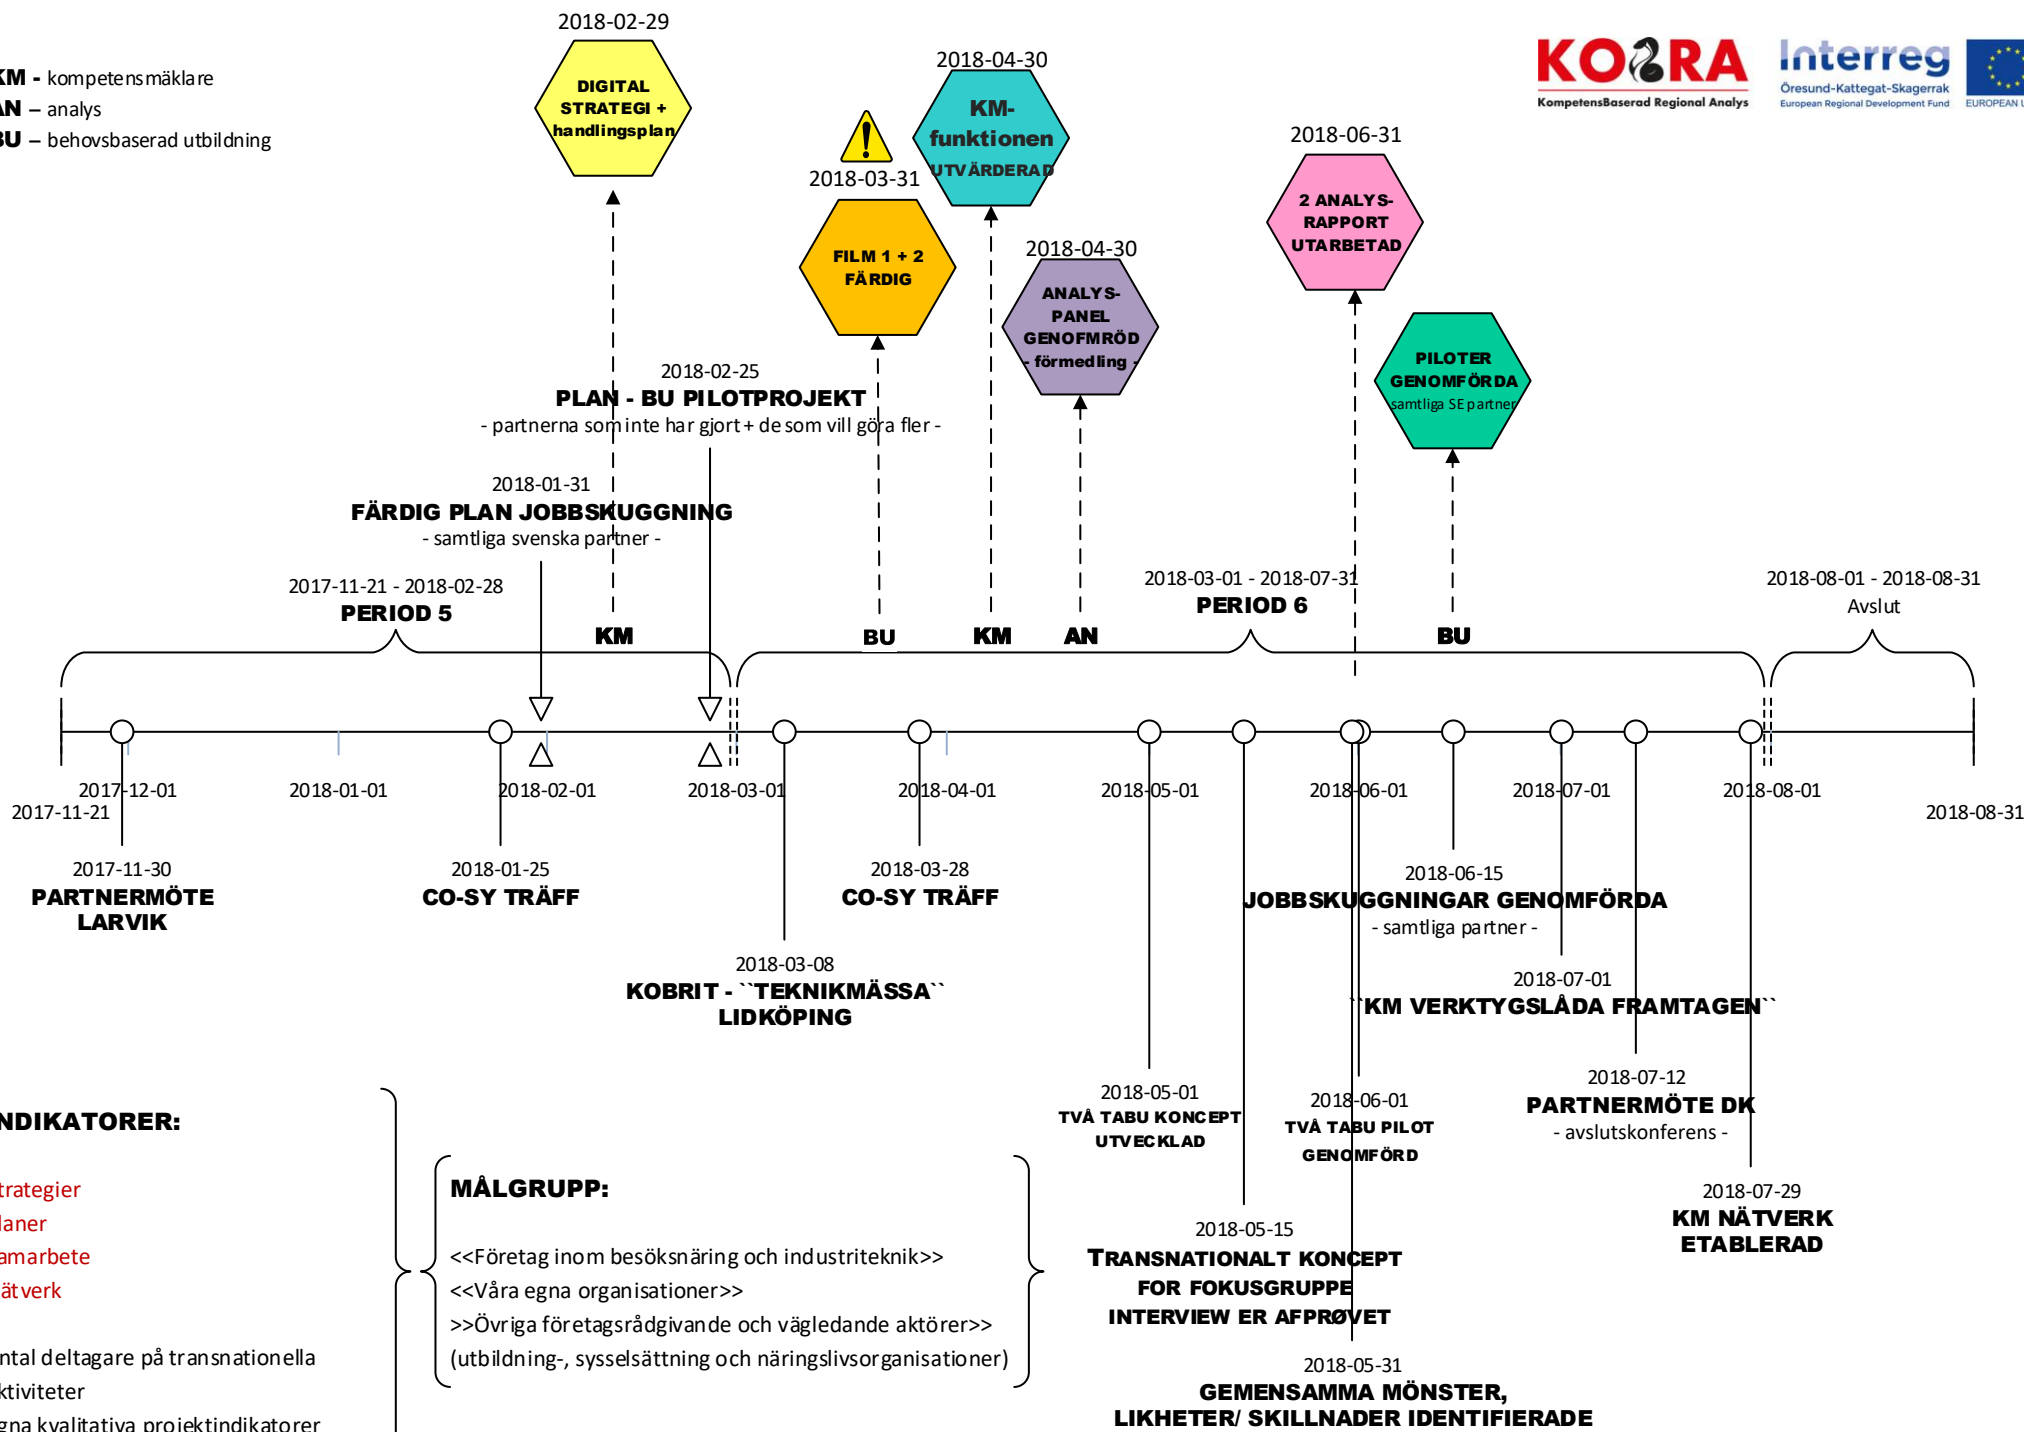 2018-02-29
DIGITAL
STRATEGI +
handlingsplan
KM - kompetensmäklare
AN – analys
BU – behovsbaserad utbildning
2018-03-31
FILM 1 + 2
FÄRDIG
2018-04-30
KM-
funktionen
UTVÄRDERAD
2018-04-30
ANALYS-
PANEL
GENOFMRÖD
- förmedling -
2018-06-31
2 ANALYS-
RAPPORT
UTARBETAD
PILOTER
GENOMFÖRDA
samtliga SE partner
KOBRA
KompetensBaserad Regional Analys
Interreg
Öresund-Kattegat-Skagerrak
European Regional Development Fund
EUROPEAN U
2018-02-25
PLAN - BU PILOTPROJEKT
- partnerna som inte har gjort + de som vill göra fler -
2018-01-31
FÄRDIG PLAN JOBBSKUGGNING
- samtliga svenska partner -
2017-11-21 - 2018-02-28
PERIOD 5
2018-03-01 - 2018-07-31
PERIOD 6
2018-08-01 - 2018-08-31
Avslut
KM
BU
KM
AN
BU
2017-12-01
2018-01-01
2018-02-01
2018-03-01
2018-04-01
2018-05-01
2018-06-01
2018-07-01
2018-08-01
2017-11-21
2018-08-31
2017-11-30
PARTNERMÖTE
LARVIK
2018-01-25
CO-SY TRÄFF
2018-03-28
CO-SY TRÄFF
2018-06-15
JOBBSKUGGNINGAR GENOMFÖRDA
- samtliga partner -
2018-03-08
KOBRIT - ``TEKNIKMÄSSA``
LIDKÖPING
2018-07-01
``KM VERKTYGSLÅDA FRAMTAGEN``
2018-05-01
TVÅ TABU KONCEPT
UTVECKLAD
2018-06-01
TVÅ TABU PILOT
GENOMFÖRD
2018-07-12
PARTNERMÖTE DK
- avslutskonferens -
2018-07-29
KM NÄTVERK
ETABLERAD
2018-05-15
TRANSNATIONALT KONCEPT
FOR FOKUSGRUPPE
INTERVIEW ER AFPRØVET
2018-05-31
GEMENSAMMA MÖNSTER,
LIKHETER/ SKILLNADER IDENTIFIERADE
NDIKATORER:
trategier
laner
amarbete
ätverk
ntal deltagare på transnationella
ktiviteter
gna kvalitativa projektindikatorer
MÅLGRUPP:
<<Företag inom besöksnäring och industriteknik>>
<<Våra egna organisationer>>
>>Övriga företagsrådgivande och vägledande aktörer>>
(utbildning-, sysselsättning och näringslivsorganisationer)